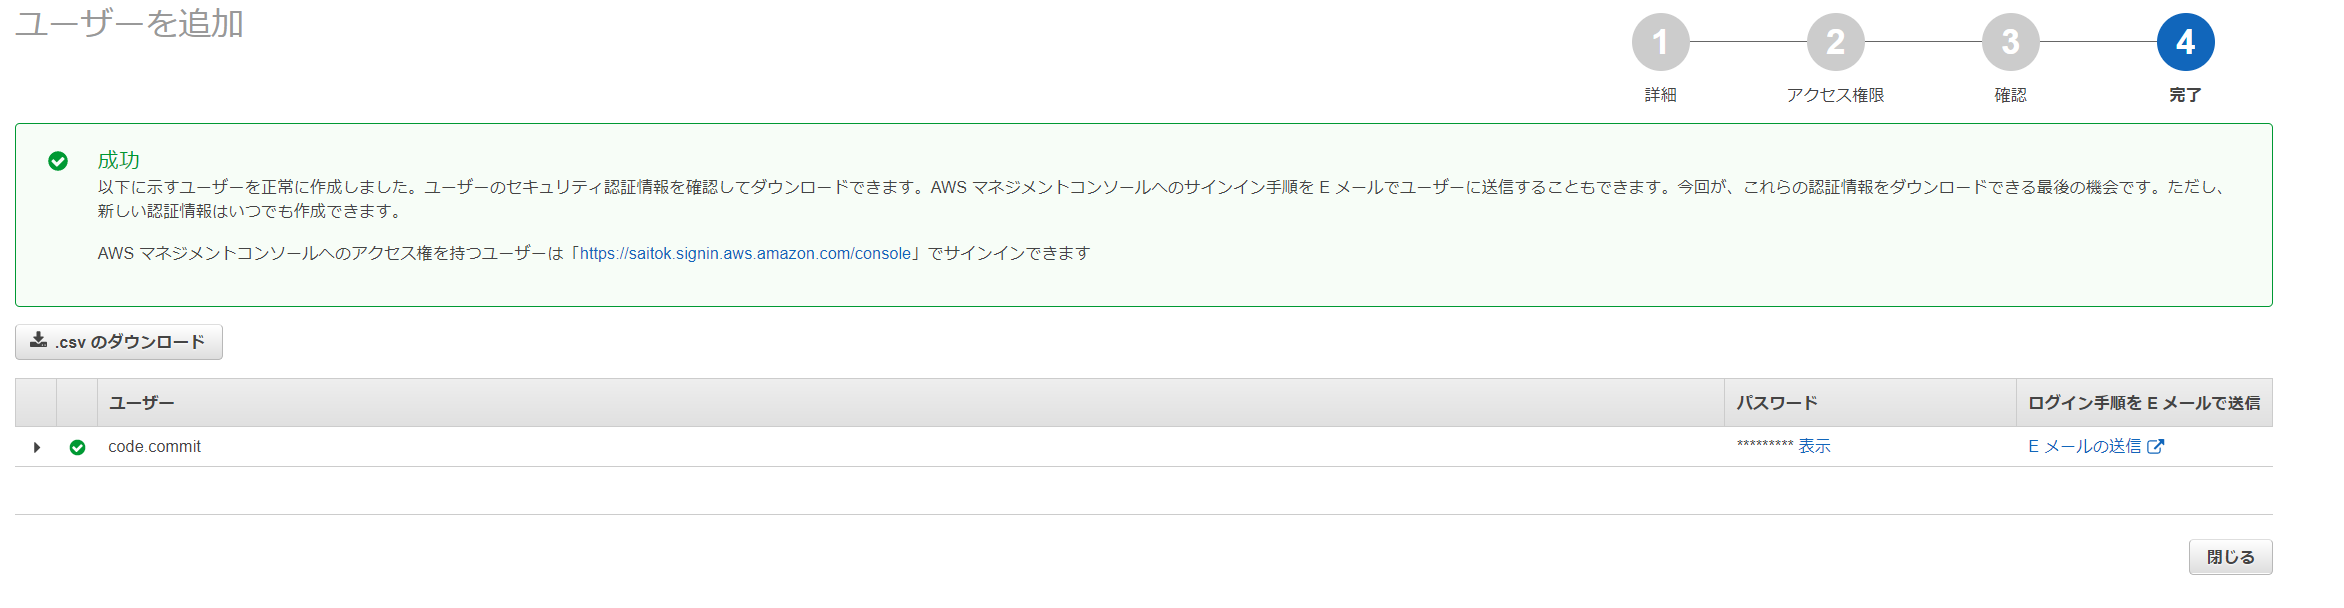 ユーザーを追加
1 2 3 4
詳細 アクセス権限 確認 完了
成功
以下に示すユーザーを正常に作成しました。ユーザーのセキュリティ認証情報を確認してダウンロードできます。AWS マネジメントコンソールへのサインイン手順を E メールでユーザーに送信することもできます。今回が、これらの認証情報をダウンロードできる最後の機会です。ただし、
新しい認証情報はいつでも作成できます。
AWS マネジメントコンソールへのアクセス権を持つユーザーは「https://saitok.signin.aws.amazon.com/console」でサインインできます
.csv のダウンロード
ユーザー パスワード ログイン手順を E メールで送信
code.commit ********* 表示 E メールの送信
閉じる